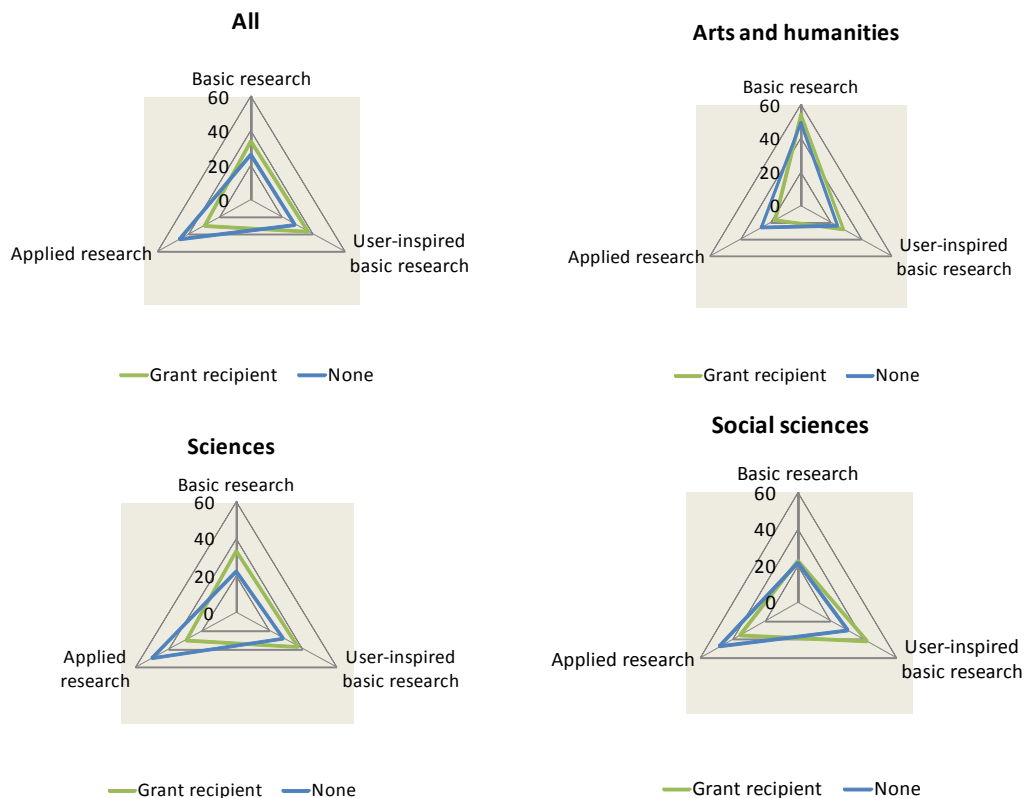 All
Basic research
60
40
20
0
Applied research
User-inspired
basic research
Grant recipient
None
Arts and humanities
Basic research
60
40
20
0
Applied research
User-inspired
basic research
Grant recipient
None
Sciences
Basic research
60
40
20
0
Applied
research
User-inspired
basic research
Grant recipient
None
Social sciences
Basic research
60
40
20
0
Applied research
User-inspired
basic research
Grant recipient
None